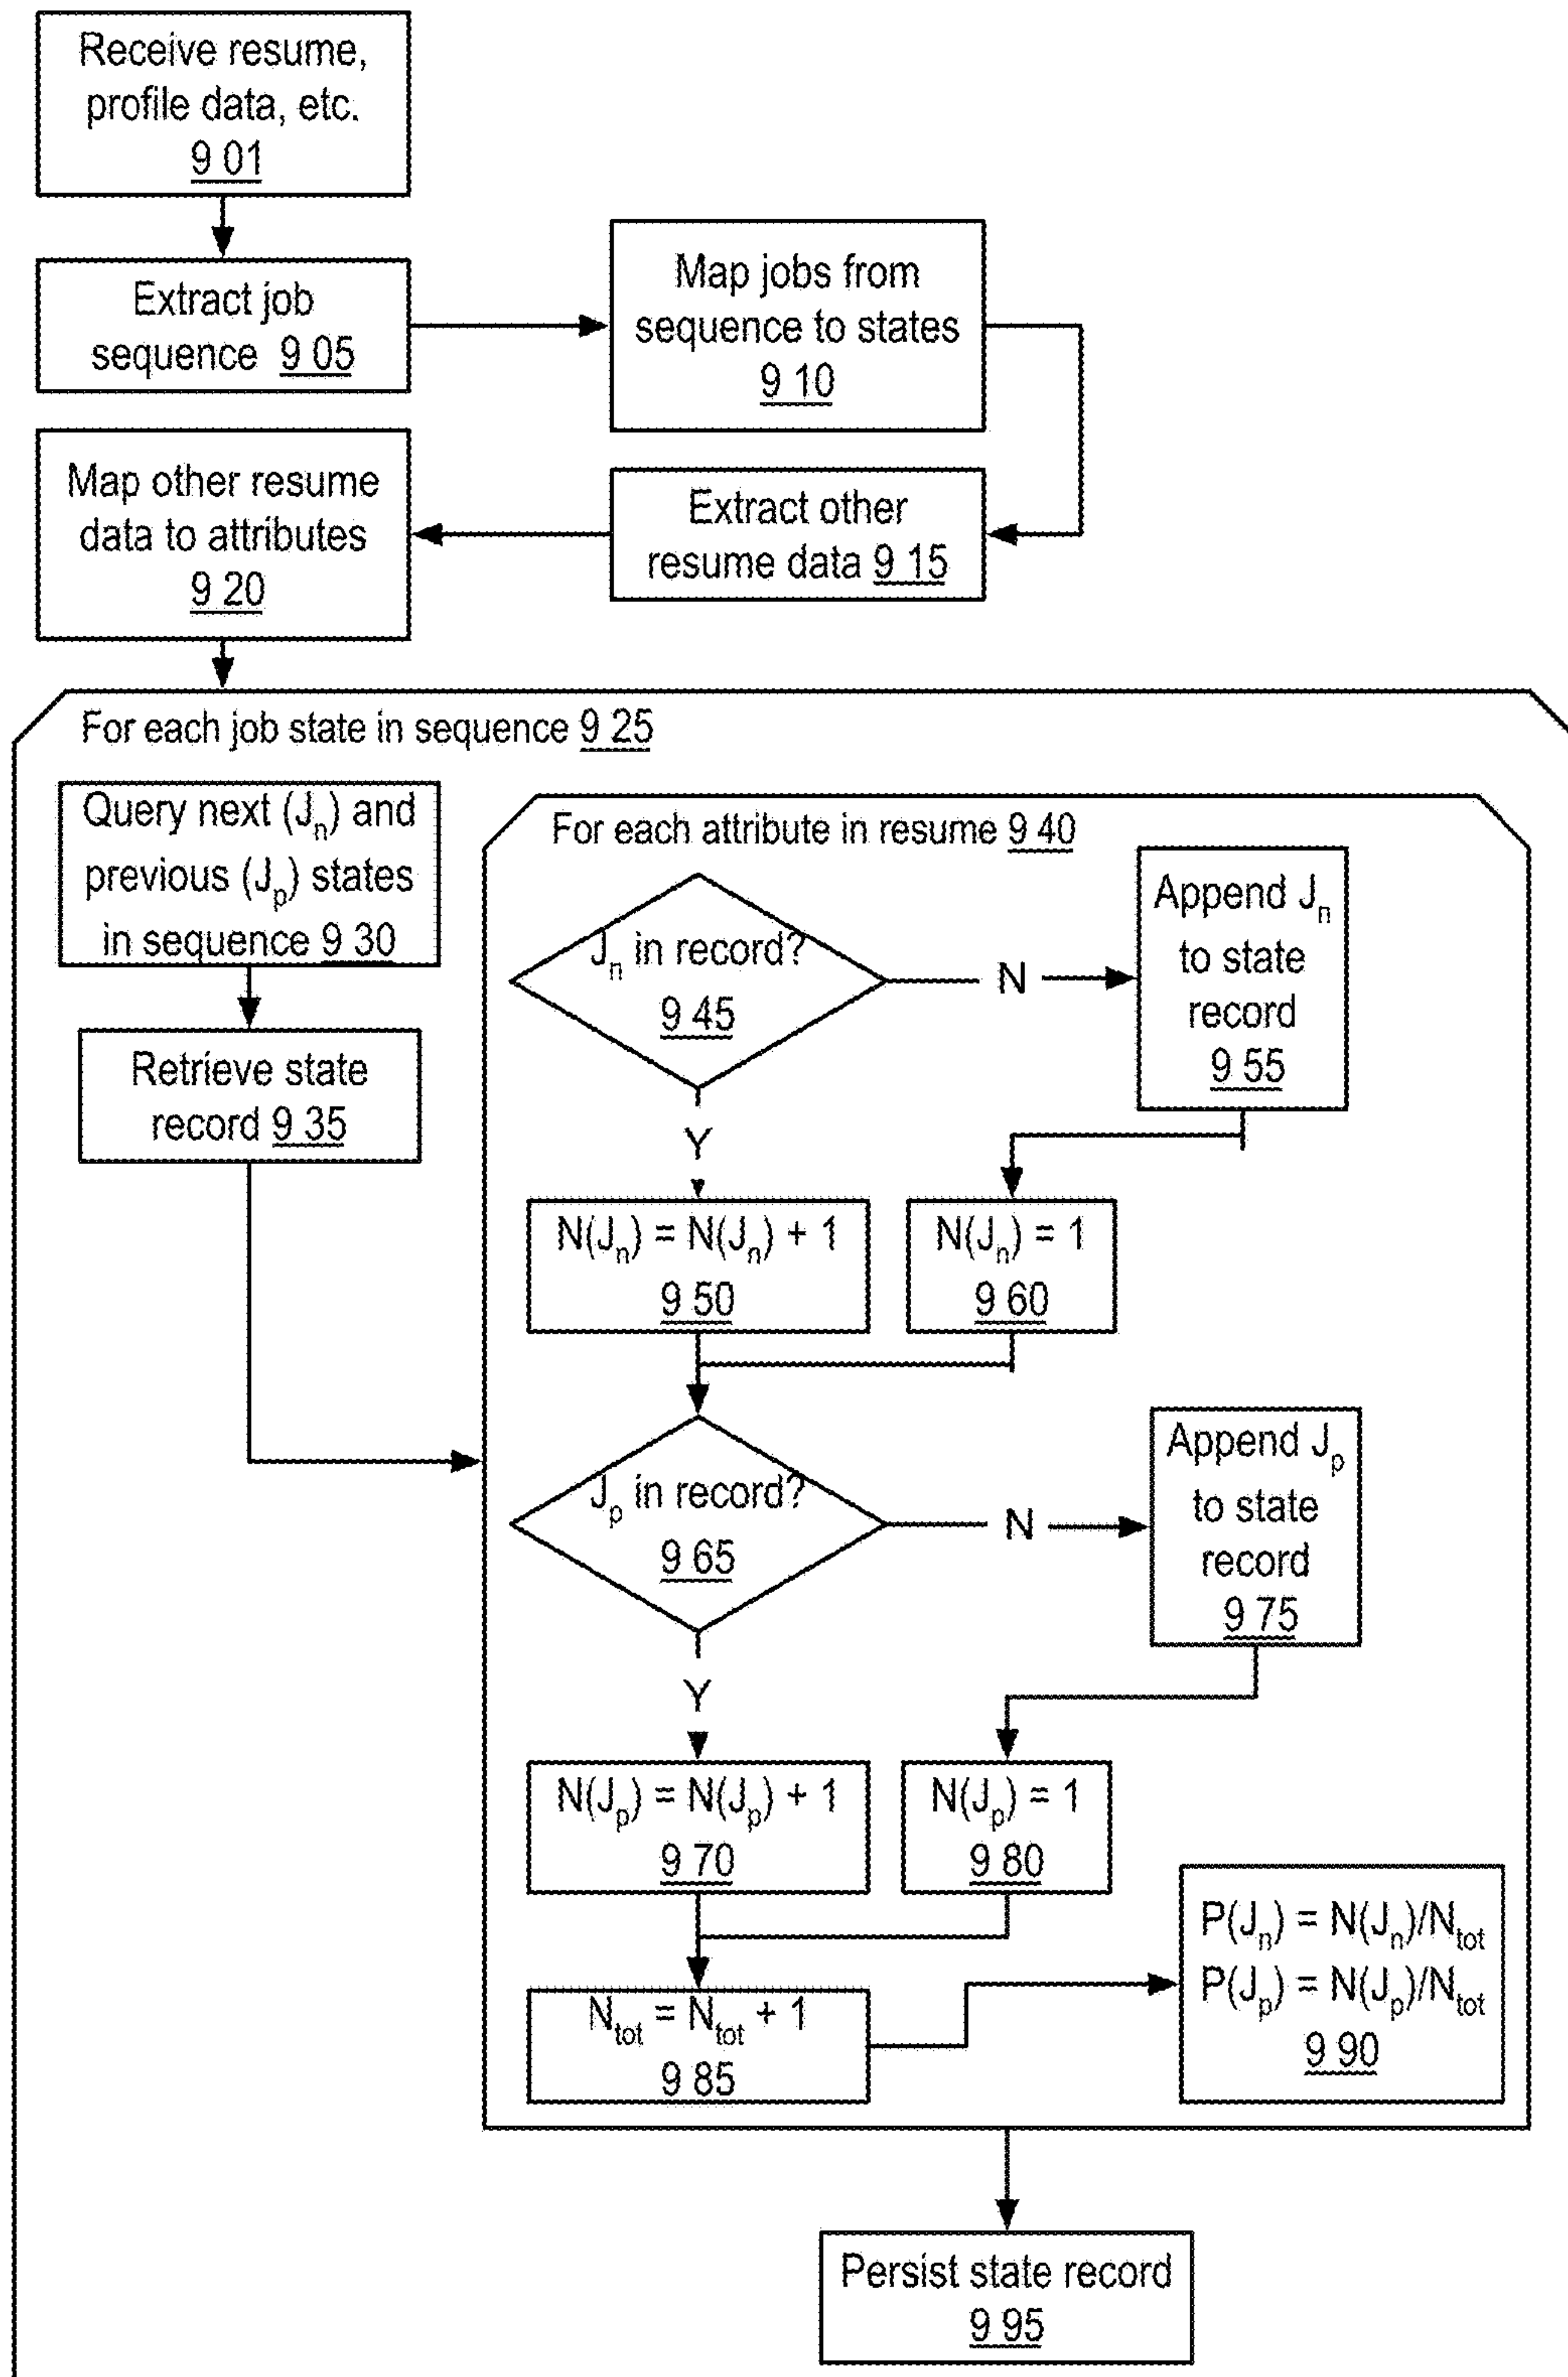 Receive resume,
profile data, etc.
9 01
Extract job
sequence 9 05
Map jobs from
sequence to states
9 10
Extract other
resume data 9 15
Map other resume
data to attributes
9 20
For each job state in sequence 9 25
Query next (Jn) and
previous (Jp) states
in sequence 9 30
Retrieve state
record 9 35
For each attribute in resume 9 40
Jn in record?
9 45
N
Append Jn
to state
record
9 55
Y
N(Jn) = N(Jn) + 1
9 50
N(Jn) = 1
9 60
Jp in record?
9 65
N
Append Jp
to state
record
9 75
Y
N(Jp) = N(Jp) + 1
9 70
N(Jp) = 1
9 80
Ntot = Ntot + 1
9 85
P(Jn) = N(Jn)/Ntot
P(Jp) = N(Jp)/Ntot
9 90
Persist state record
9 95